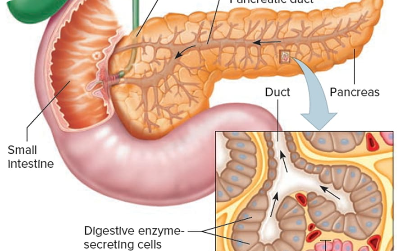 Pancreatic duct
Duct
Pancreas
Small
intestine
Digestive enzyme-
secreting cells